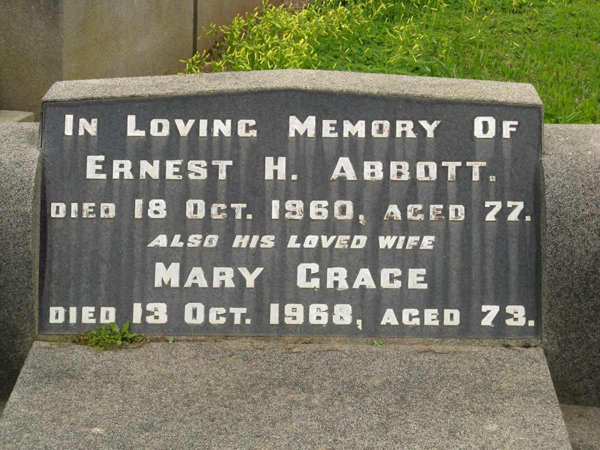 IN LOVING MEMORY OF
ERNEST H. ABBOTT.
DIED 18 OCT. 1960, AGED 77.
ALSO HIS LOVED WIFE
MARY GRACE
DIED 13 OCT. 1968, AGED 73.